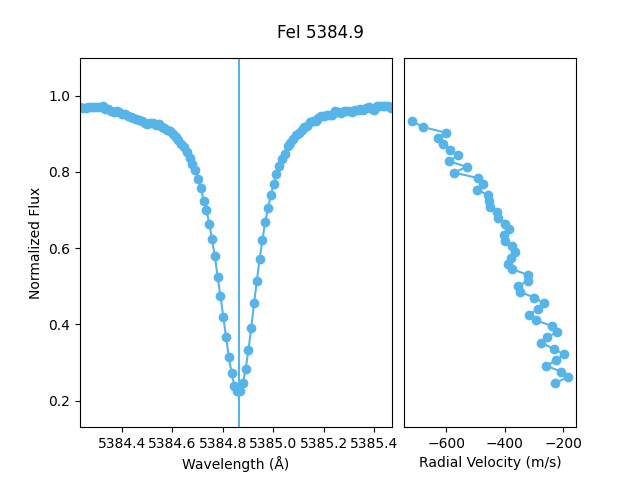 FeI 5384.9
1.0
0.8
0.6
0.4
0.2
Normalized Flux
5384.4 5384.6 5384.8 5385.0 5385.2 5385.4
Wavelength (Å)
−600 −400 −200
Radial Velocity (m/s)